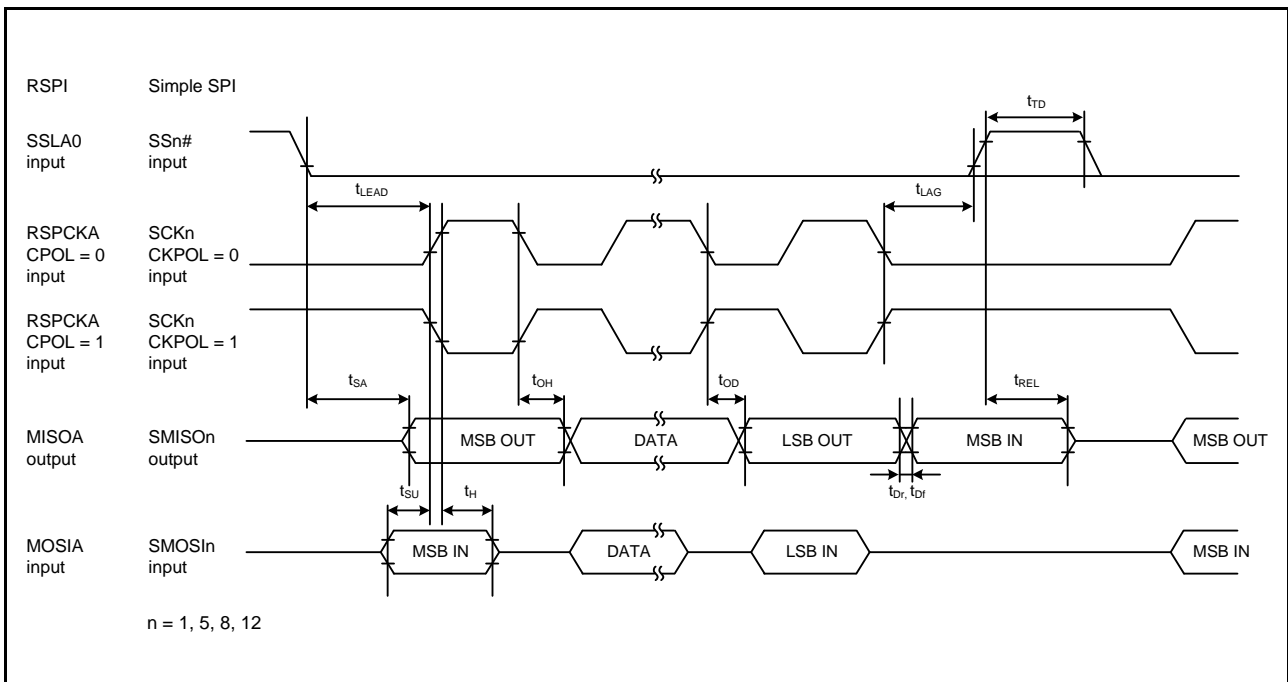 RSPI Simple SPI
tTD
SSLA0 SSn#
input input
tLEAD tLAG
RSPCKA SCKn
CPOL = 0 CKPOL = 0
input input
RSPCKA SCKn
CPOL = 1 CKPOL = 1
input input
tSA tOH tOD tREL
MISOA SMISOn MSB OUT DATA LSB OUT MSB IN MSB OUT
output output
tSU tH tDr, tDf
MOSIA SMOSIn MSB IN DATA LSB IN MSB IN
input input
n = 1, 5, 8, 12